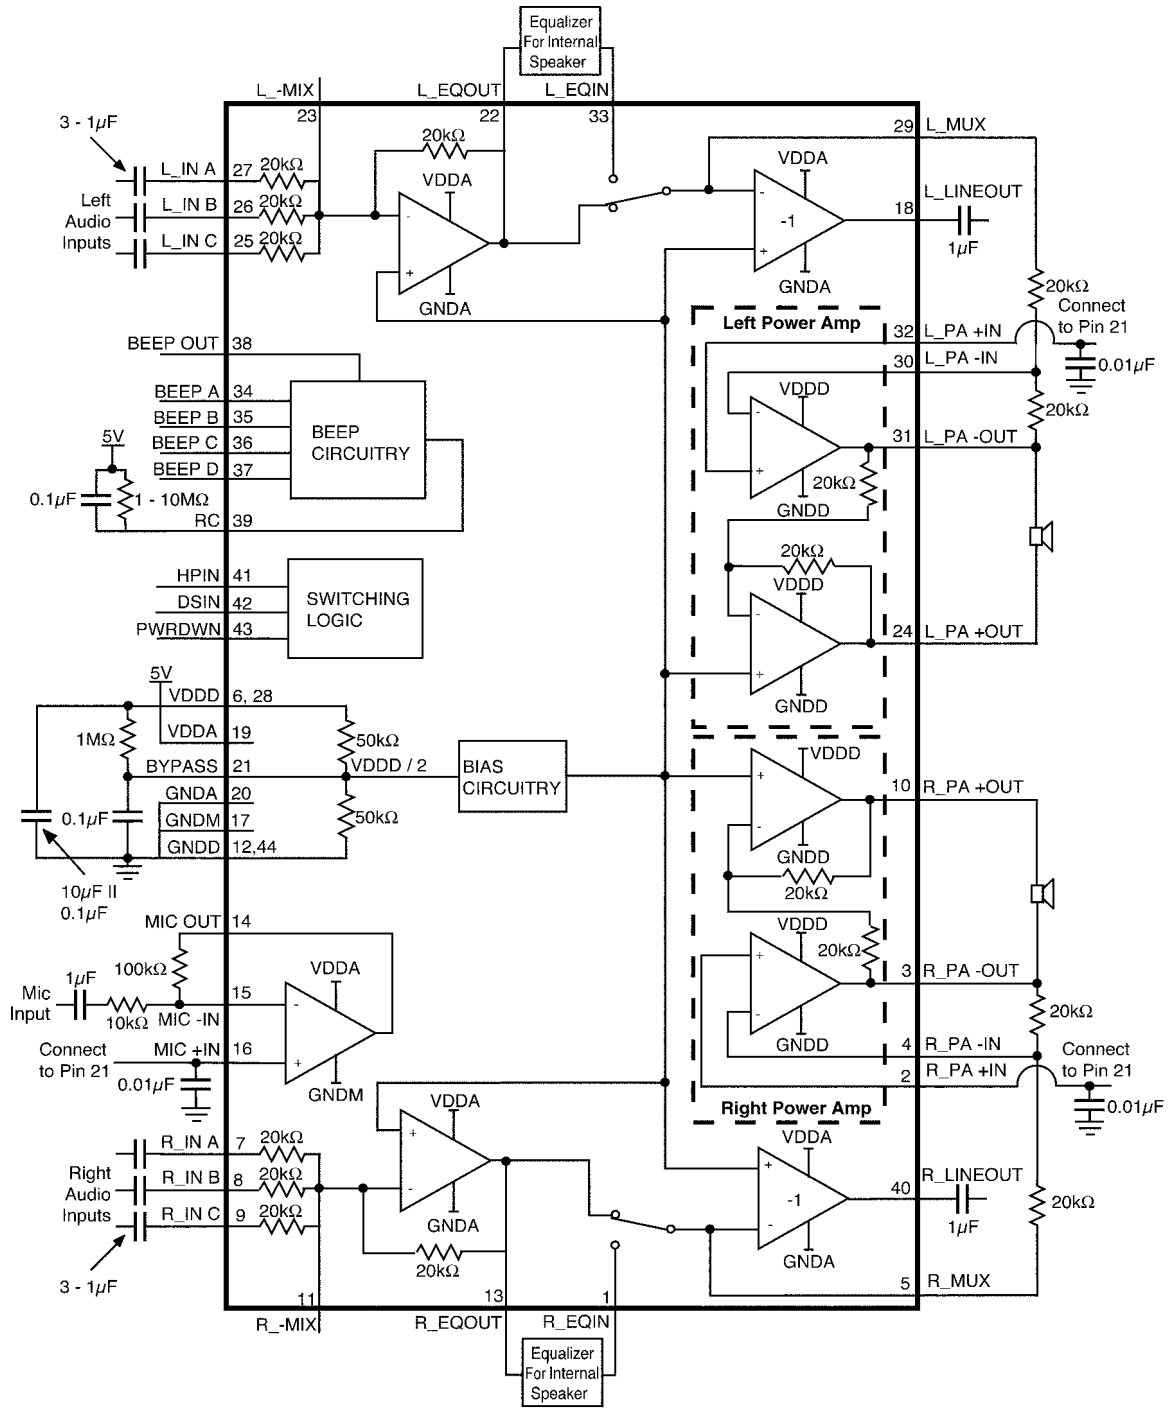 Equalizer
For Internal
Speaker
L_-MIX
L_EQOUT
L_EQIN
23
22
33
3 - 1µF
20kΩ
29
L_MUX
L_IN A
27
20kΩ
VDDA
VDDA
L_LINEOUT
Left
Audio
Inputs
L_IN B
26
20kΩ
-
-
-1
18
L_IN C
25
20kΩ
+
+
1µF
GNDA
GNDA
20kΩ
Connect
to Pin 21
Left Power Amp
32
L_PA +IN
BEEP OUT
38
30
L_PA -IN
0.01µF
BEEP A
34
VDDD
20kΩ
BEEP B
35
-
BEEP
CIRCUITRY
31
L_PA -OUT
5V
BEEP C
36
BEEP D
37
+
20kΩ
0.1µF
1 - 10MΩ
GNDD
RC
39
20kΩ
HPIN
41
VDDD
SWITCHING
LOGIC
DSIN
42
-
PWRDWN
43
24
L_PA +OUT
5V
+
VDDD
6, 28
GNDD
1MΩ
VDDA
19
50kΩ
VDDD
BYPASS
21
VDDD / 2
BIAS
CIRCUITRY
+
10
R_PA +OUT
GNDA
20
0.1µF
GNDM
17
50kΩ
-
GNDD
12,44
GNDD
10µF II
0.1µF
20kΩ
MIC OUT
14
VDDD
20kΩ
100kΩ
VDDA
+
3
R_PA -OUT
1µF
Mic
Input
15
-
10kΩ
MIC -IN
-
20kΩ
Connect
to Pin 21
MIC +IN
16
+
GNDD
4
R_PA -IN
Connect
to Pin 21
0.01µF
GNDM
2
R_PA +IN
VDDA
Right Power Amp
0.01µF
R_IN A
7
20kΩ
+
VDDA
Right
Audio
Inputs
R_IN B
8
20kΩ
-
+
-1
40
R_LINEOUT
R_IN C
9
20kΩ
GNDA
-
1µF
20kΩ
20kΩ
GNDA
3 - 1µF
5
R_MUX
11
13
1
R_-MIX
R_EQOUT
R_EQIN
Equalizer
For Internal
Speaker